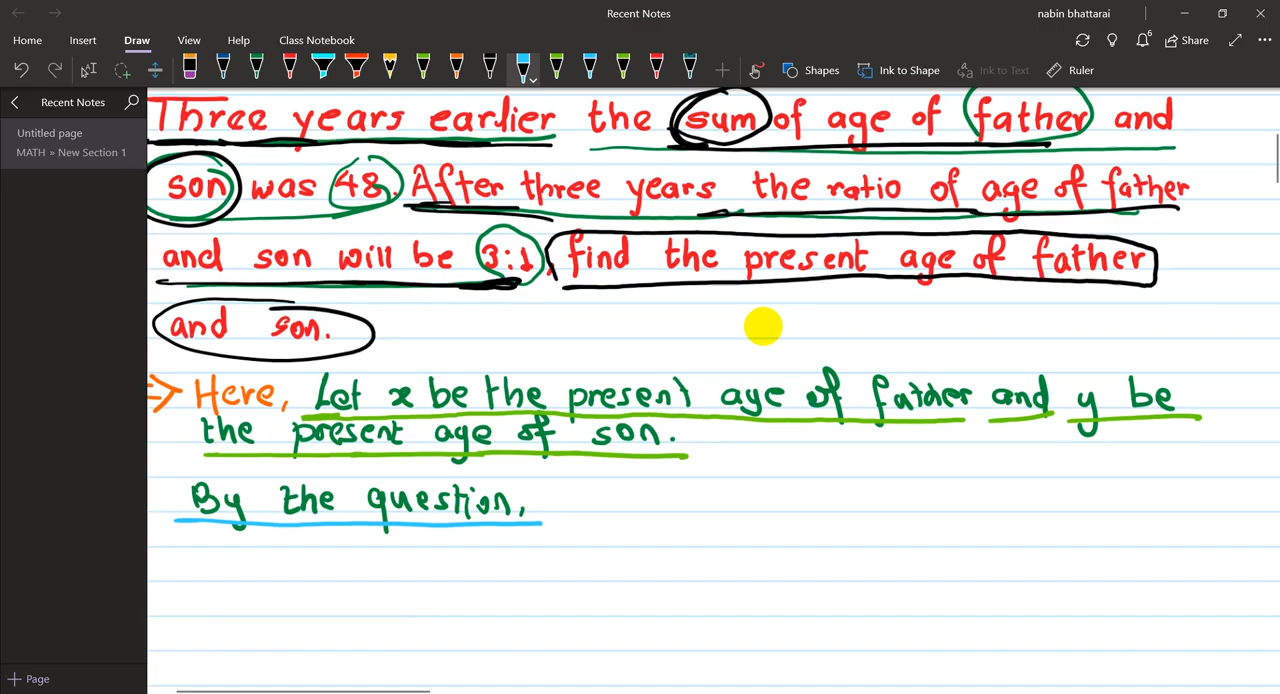 Recent Notes
nabin bhattarai
Home Insert Draw View Help Class Notebook
Share
Shapes Ink to Shape Ink to Text Ruler
Recent Notes
Untitled page
MATH » New Section 1
Three years earlier the sum of age of father and
son was 48. After three years the ratio of age of father
and son will be 3:1, find the present age of father
and son.
=> Here, Let x be the present age of father and y be
the present age of son.
By the question,
+ Page